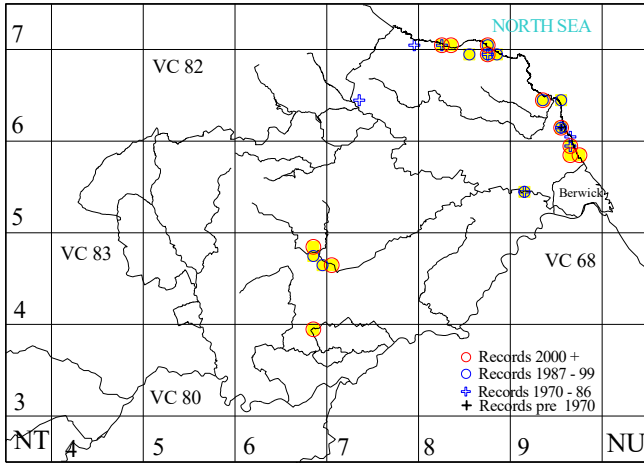 7
NORTH SEA
VC 82
6
Berwick
5
VC 83
VC 68
4
Records 2000 +
Records 1987 - 99
VC 80
Records 1970 - 86
Records pre 1970
3
NT 4 5 6 7 8 9 NU